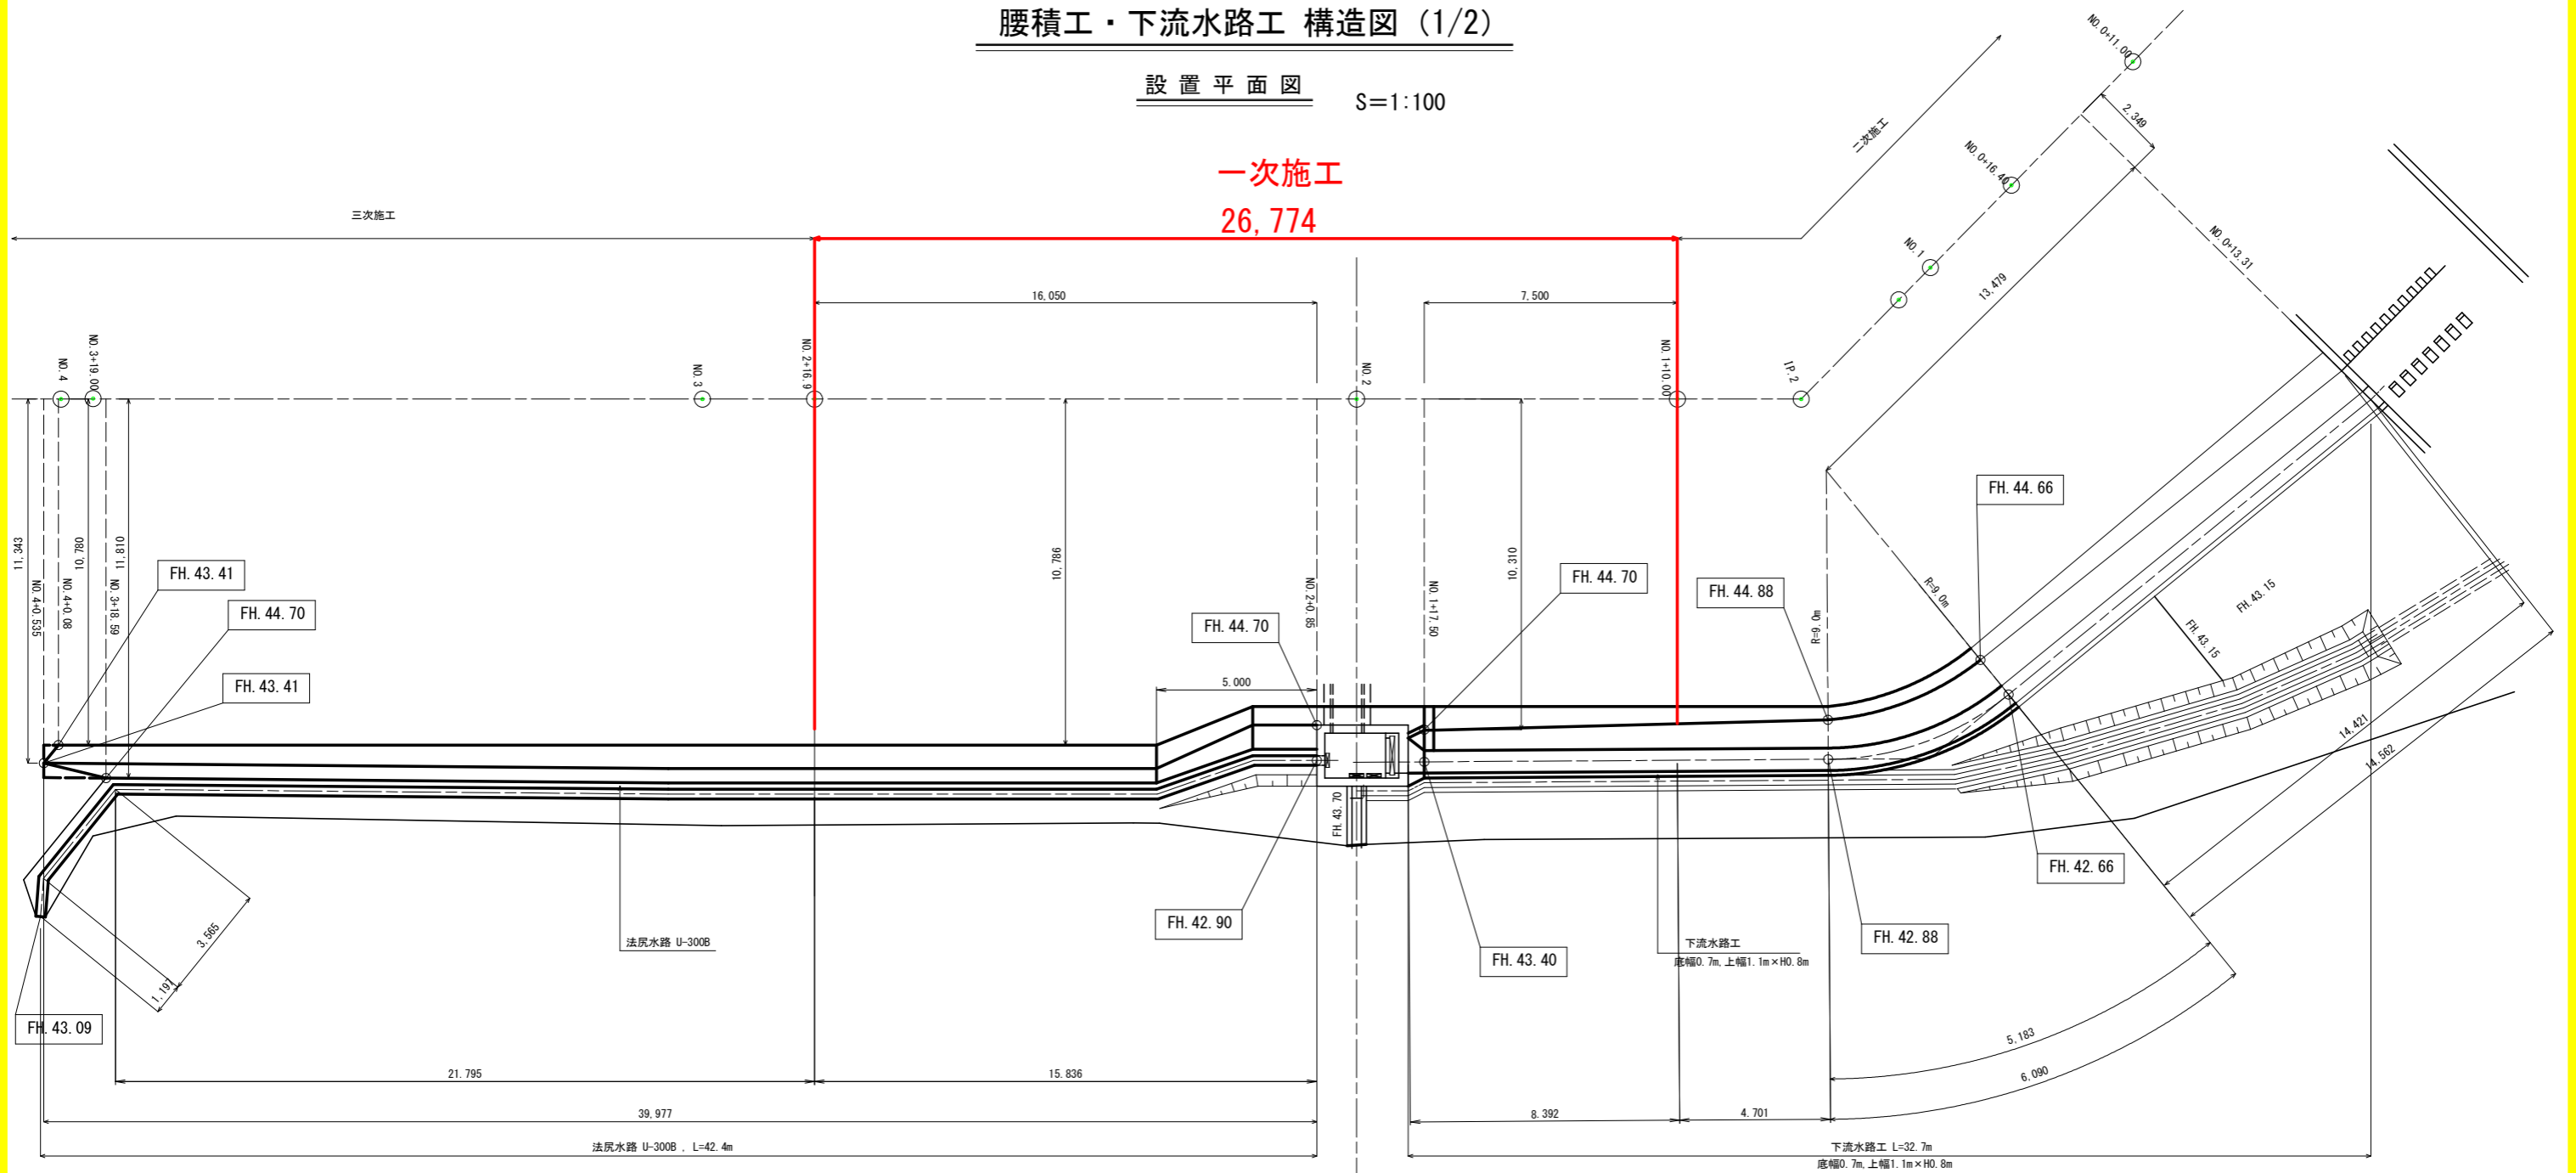 腰積工・下流水路工 構造図 (1/2)
設置平面図 S=1:100
一次施工
26,774
二次施工
三次施工
16,050
7,500
NO.0+11.00
2,349
NO.0+16.40
NO.1
NO.0+13.31
13,479
IP.2
NO.1+10.00
NO.2
NO.2+16.9
NO.3
NO.3+19.00
NO.4
11,343
10,780
11,810
10,786
10,310
NO.4+0.535
NO.4+0.08
NO.3+18.59
NO.2+0.85
NO.1+17.50
FH.43.41
FH.44.70
FH.43.41
FH.44.70
FH.44.70
FH.44.88
FH.44.66
R=9.0m
R=9.0m
FH.43.15
FH.43.15
5.000
14,421
14,562
FH.43.70
FH.42.90
FH.43.40
FH.42.88
FH.42.66
法尻水路 U-300B
下流水路工
底幅0.7m,上幅1.1m×H0.8m
3,565
1,197
FH.43.09
21.795
15.836
5,183
6,090
39,977
8.392
4.701
法尻水路 U-300B , L=42.4m
下流水路工 L=32.7m
底幅0.7m,上幅1.1m×H0.8m